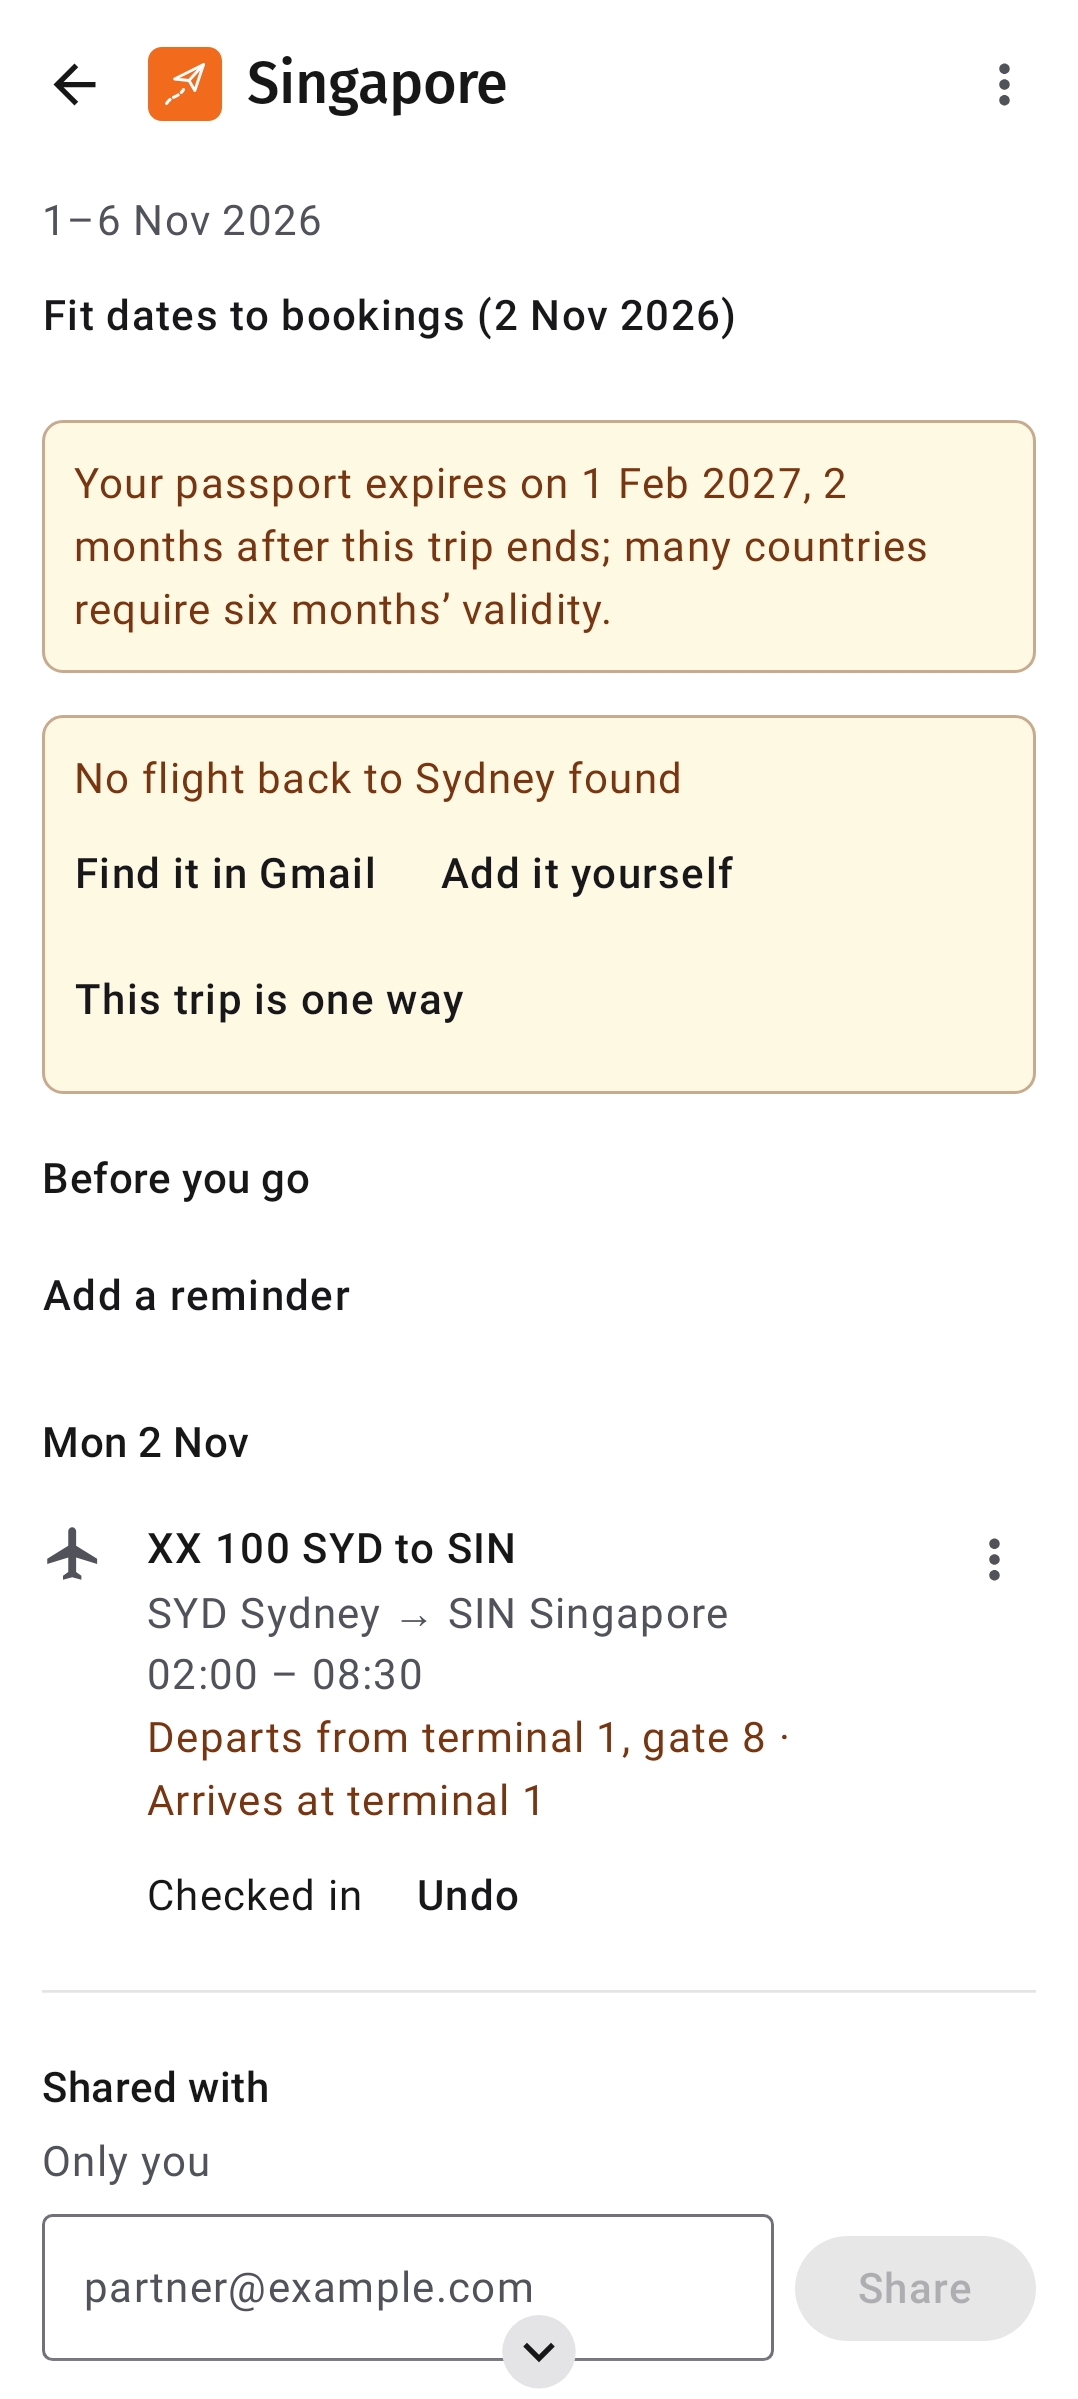 Singapore
1–6 Nov 2026
Fit dates to bookings (2 Nov 2026)
Your passport expires on 1 Feb 2027, 2
months after this trip ends; many countries
require six months’ validity.
No flight back to Sydney found
Find it in Gmail Add it yourself
This trip is one way
Before you go
Add a reminder
Mon 2 Nov
XX 100 SYD to SIN
SYD Sydney → SIN Singapore
02:00 – 08:30
Departs from terminal 1, gate 8 ·
Arrives at terminal 1
Checked in Undo
Shared with
Only you
partner@example.com Share